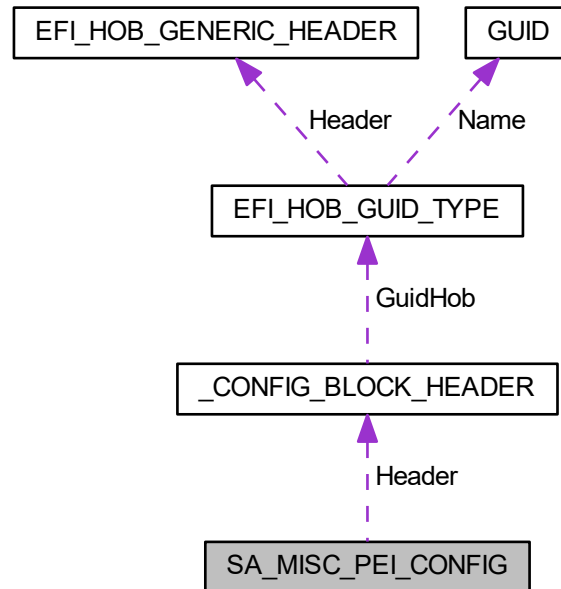 EFI_HOB_GENERIC_HEADER
GUID
Header
Name
EFI_HOB_GUID_TYPE
GuidHob
_CONFIG_BLOCK_HEADER
Header
SA_MISC_PEI_CONFIG